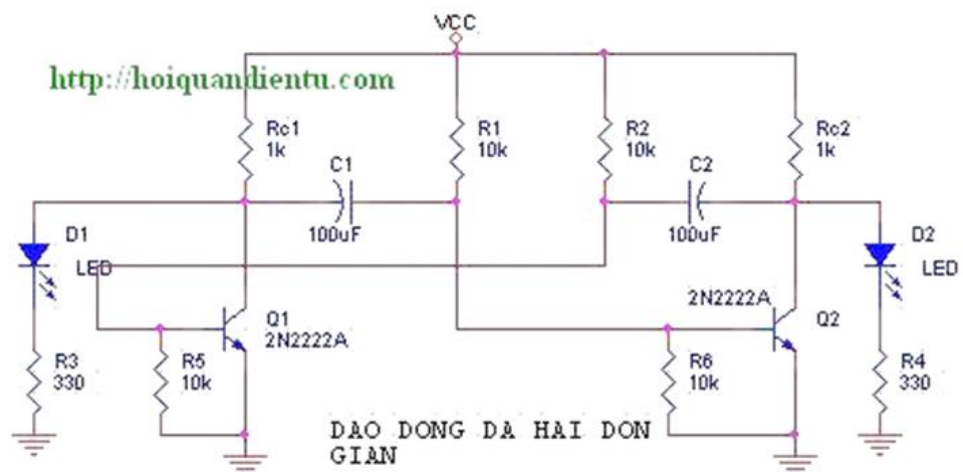 VCC
http://hoiquandientu.com
Rc1
1k
R1
10k
R2
10k
Rc2
1k
C1
100uF
C2
100uF
D1
LED
D2
LED
2N2222A
Q1
2N2222A
Q2
R3
330
R5
10k
R6
10k
R4
330
DAO DONG DA HAI DON
GIAN